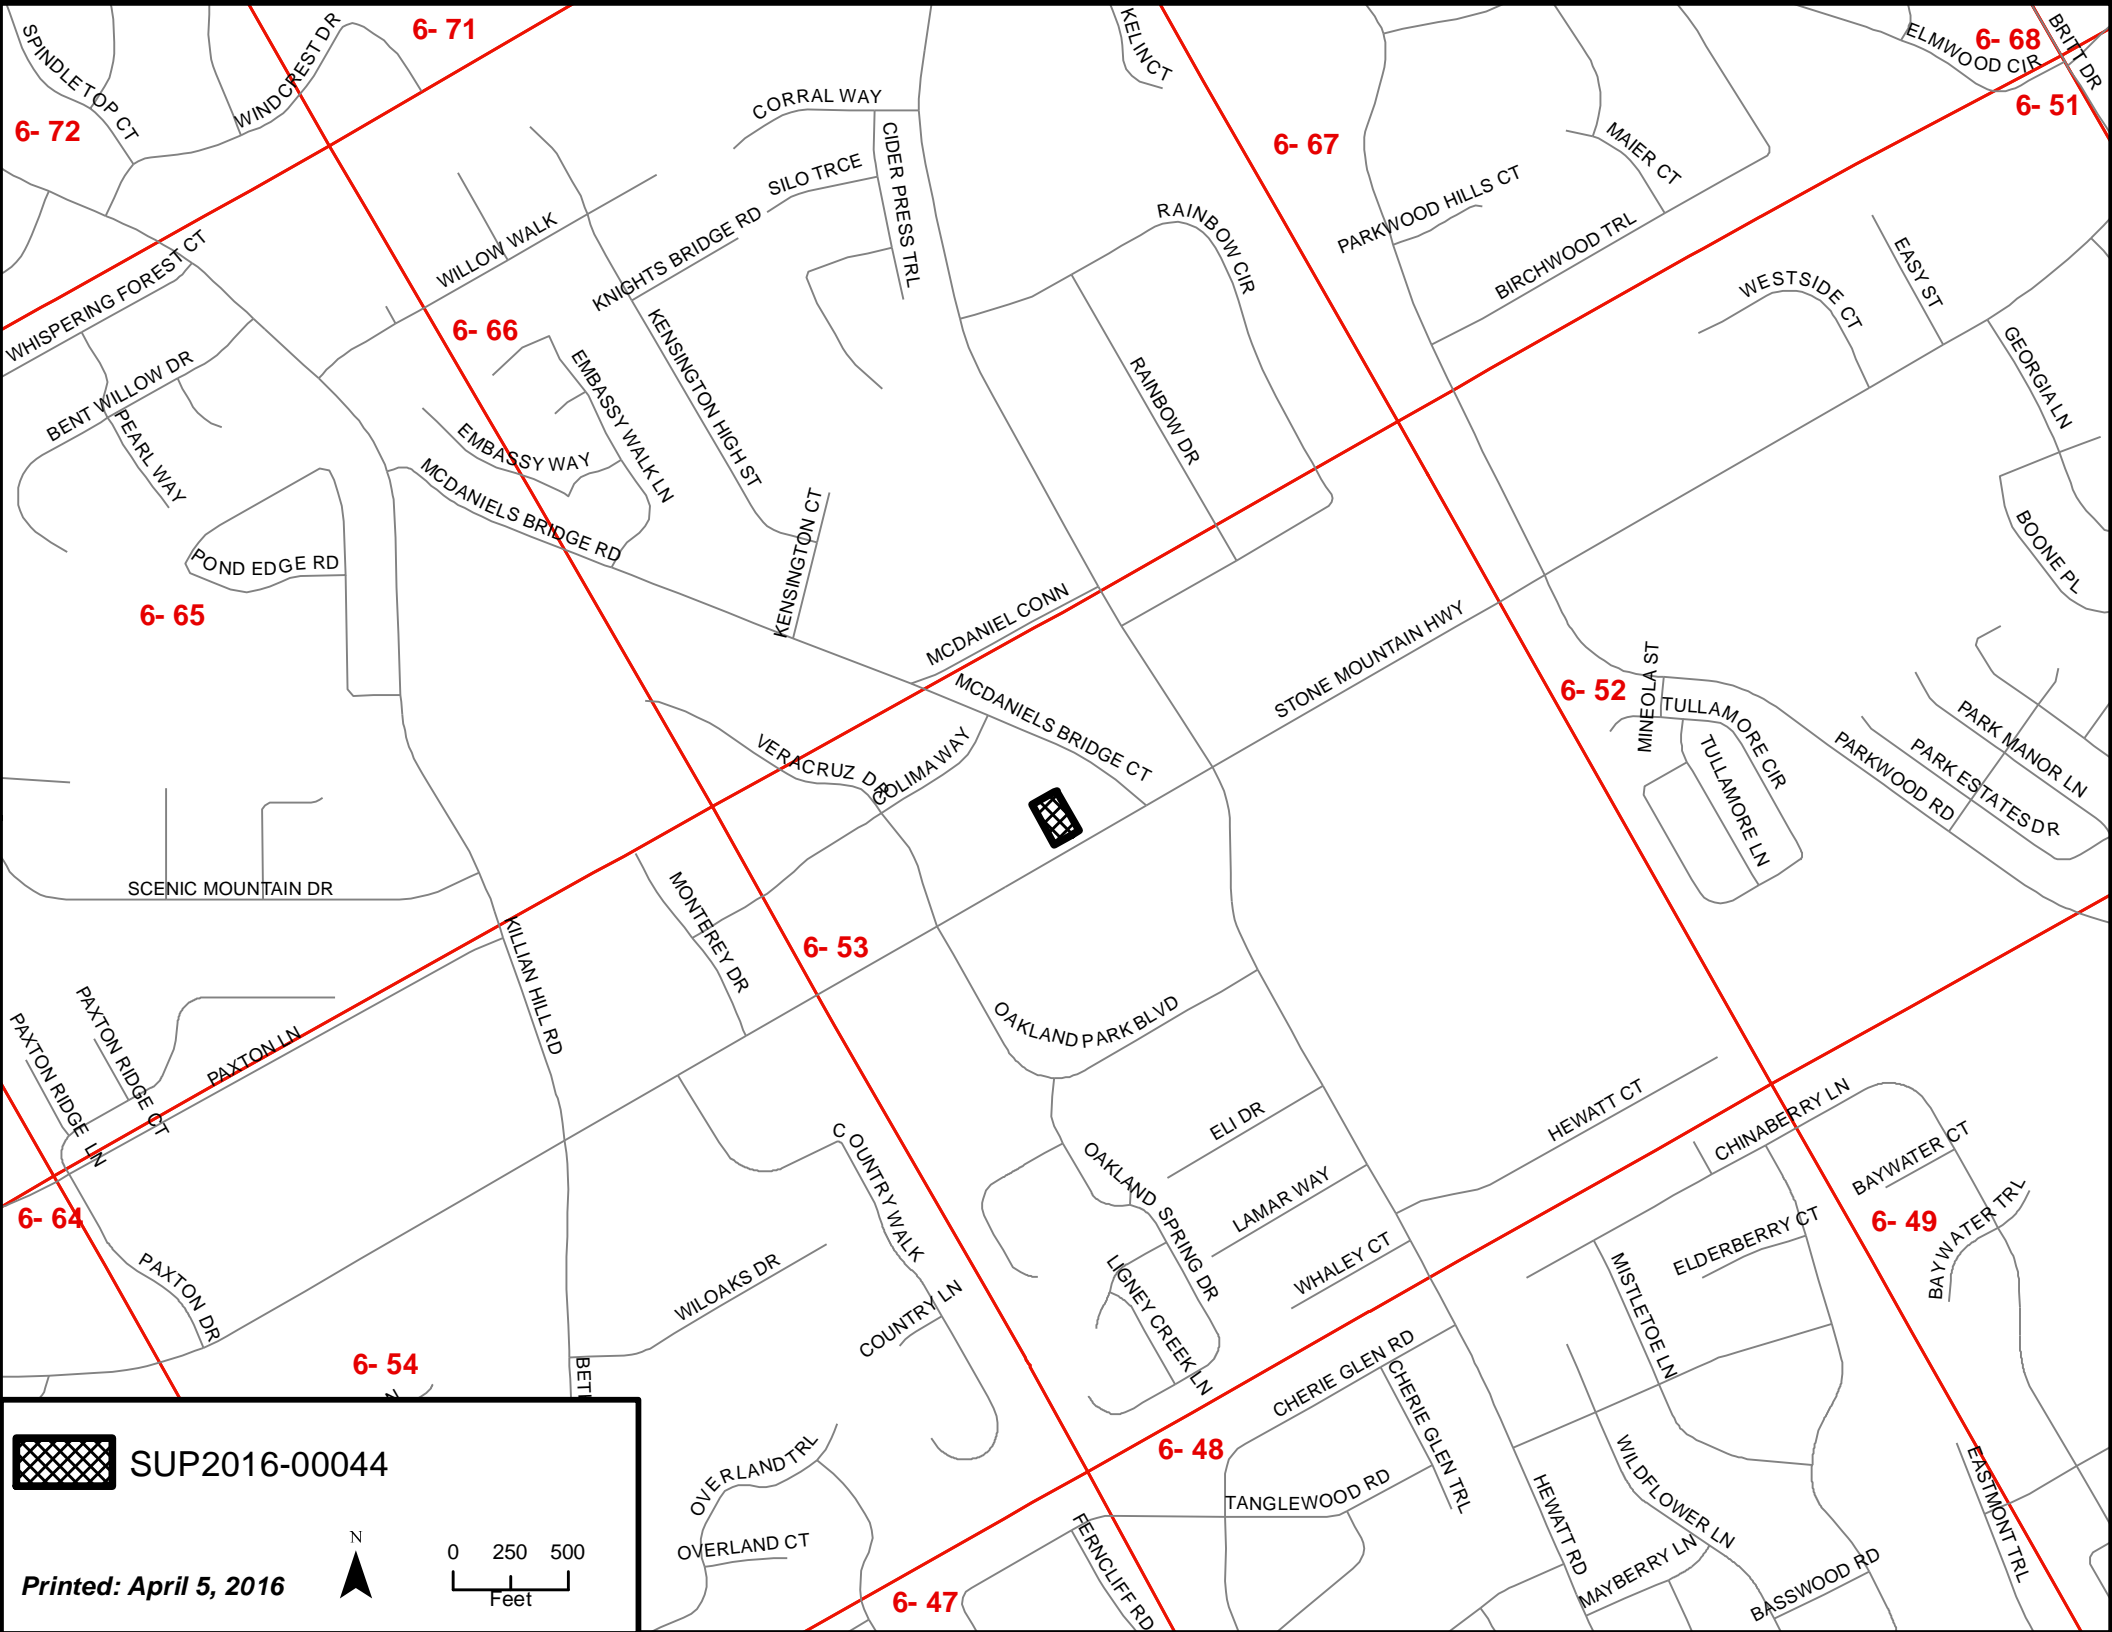 6- 71
6- 68
6- 51
6- 72
6- 67
6- 66
6- 65
6- 52
6- 53
6- 64
6- 49
6- 54
6- 48
6- 47
SPINDLETOP CT
WINDCREST DR
KELIN CT
ELMWOOD CIR
BRITT DR
CORRAL WAY
CIDER PRESS TRL
SILO TRCE
MAIER CT
PARKWOOD HILLS CT
BIRCHWOOD TRL
RAINBOW CIR
WILLOW WALK
KNIGHTS BRIDGE RD
WHISPERING FOREST CT
EASY ST
WESTSIDE CT
GEORGIA LN
BENT WILLOW DR
PEARL WAY
KENSINGTON HIGH ST
EMBASSY WALK LN
EMBASSY WAY
MCDANIELS BRIDGE RD
RAINBOW DR
KENSINGTON CT
POND EDGE RD
BOONE PL
MCDANIEL CONN
MCDANIELS BRIDGE CT
STONE MOUNTAIN HWY
MINEOLA ST
TULLAMORE CIR
TULLAMORE LN
PARKWOOD RD
PARK MANOR LN
PARK ESTATES DR
VERACRUZ DR
COLIMA WAY
SCENIC MOUNTAIN DR
MONTEREY DR
KILLIAN HILL RD
PAXTON RIDGE CT
PAXTON RIDGE LN
PAXTON LN
OAKLAND PARK BLVD
ELI DR
HEWATT CT
CHINABERRY LN
BAYWATER CT
BAYWATER TRL
COUNTRY WALK
OAKLAND SPRING DR
LAMAR WAY
WHALEY CT
ELDERBERRY CT
MISTLETOE LN
LIGNEY CREEK LN
WILOAKS DR
COUNTRY LN
PAXTON DR
BETI
N
CHERIE GLEN RD
CHERIE GLEN TRL
OVERLAND TRL
OVERLAND CT
TANGLEWOOD RD
FERNCLIFF RD
HEWATT RD
WILDFLOWER LN
MAYBERRY LN
BASSWOOD RD
EASTMONT TRL
SUP2016-00044
N
0 250 500
Feet
Printed: April 5, 2016